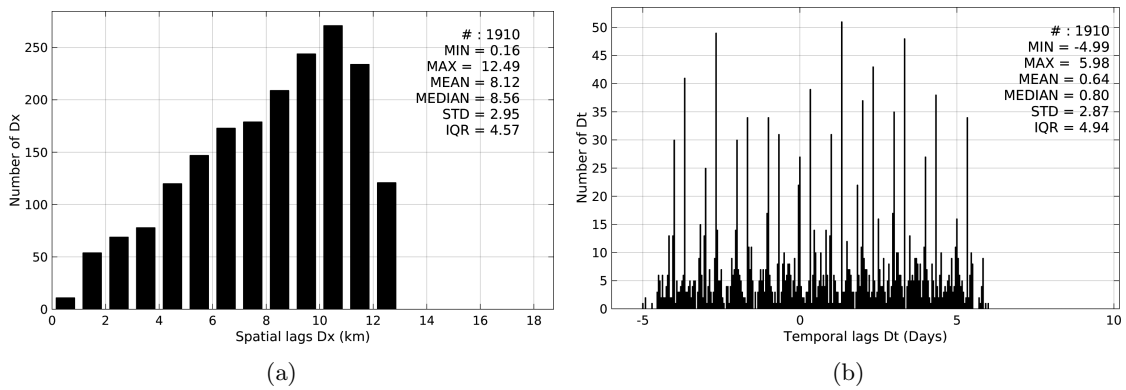 # : 1910
MIN = 0.16
MAX = 12.49
MEAN = 8.12
MEDIAN = 8.56
STD = 2.95
IQR = 4.57
250
200
150
100
50
0
Number of Dx
0 2 4 6 8 10 12 14 16 18
Spatial lags Dx (km)
(a)
# : 1910
MIN = -4.99
MAX = 5.98
MEAN = 0.64
MEDIAN = 0.80
STD = 2.87
IQR = 4.94
50
45
40
35
30
25
20
15
10
5
0
Number of Dt
-5 0 5 10
Temporal lags Dt (Days)
(b)